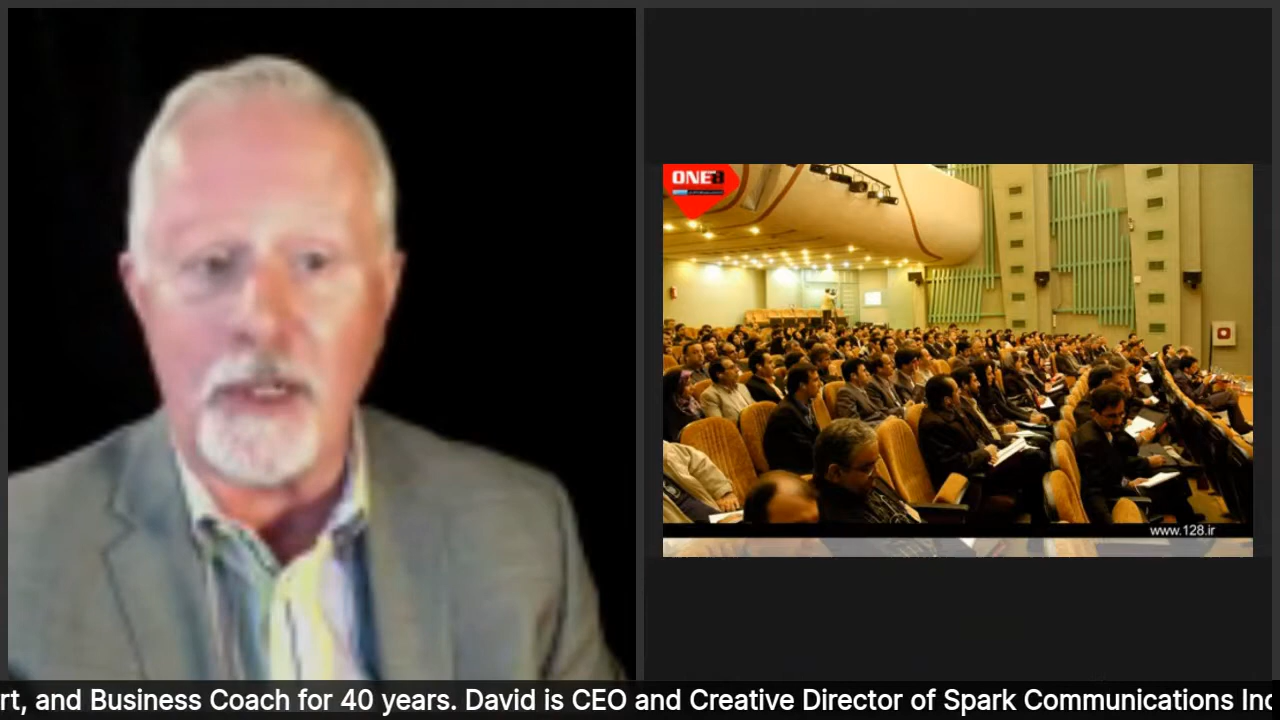 ONE8
www.128.ir
rt, and Business Coach for 40 years. David is CEO and Creative Director of Spark Communications Inc